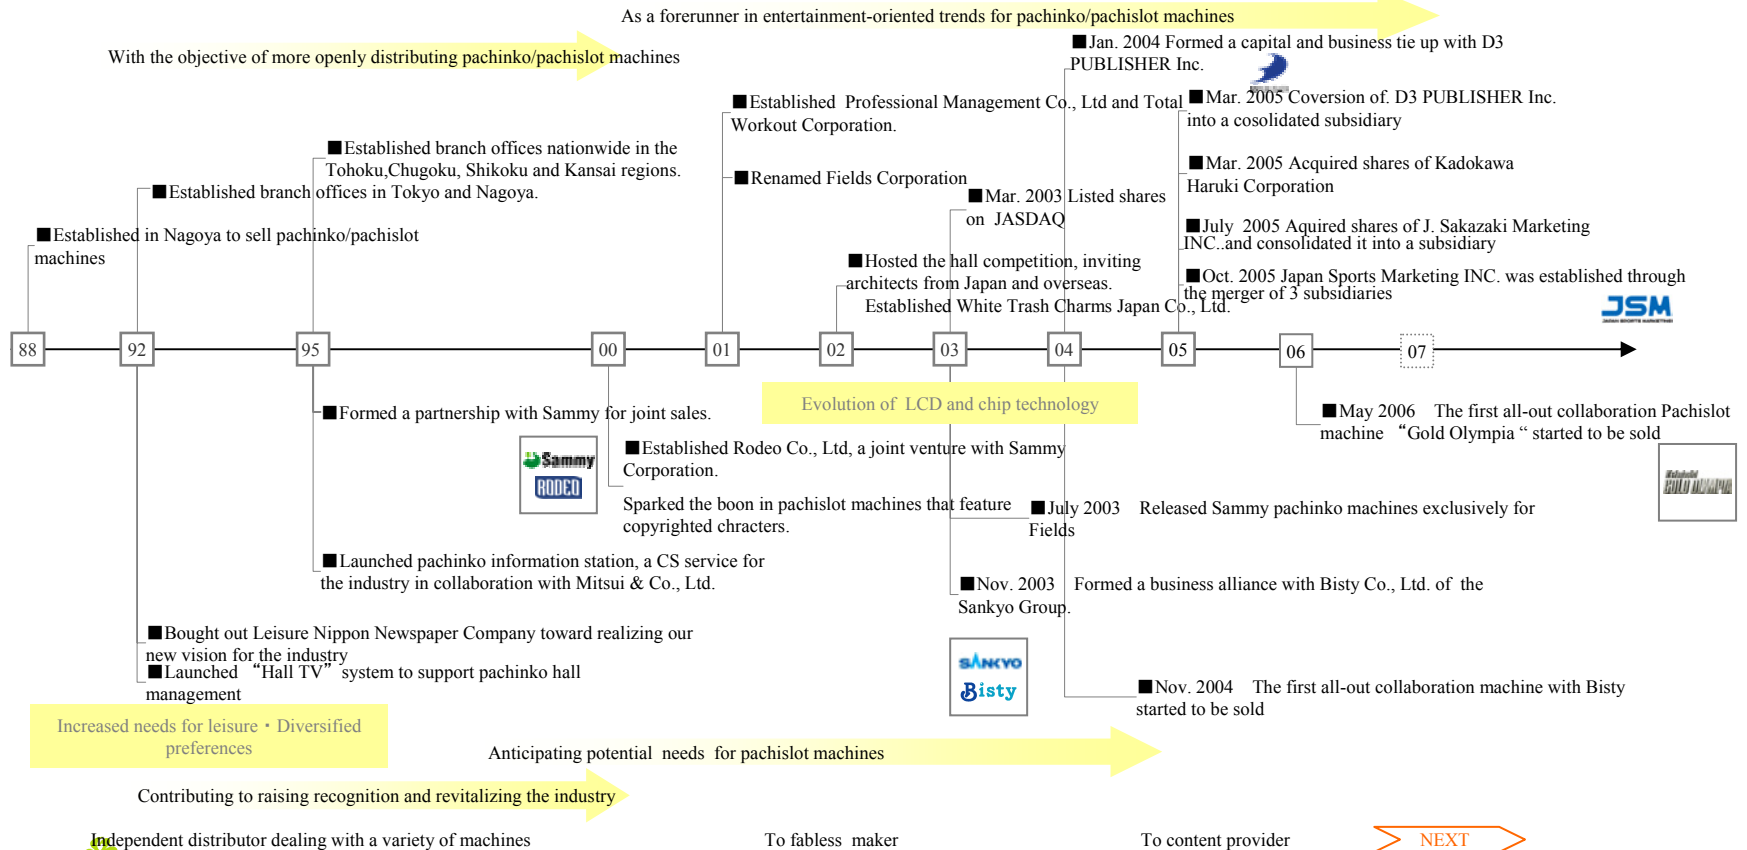 As a forerunner in entertainment-oriented trends for pachinko/pachislot machines
With the objective of more openly distributing pachinko/pachislot machines
■Jan. 2004 Formed a capital and business tie up with D3
PUBLISHER Inc.
■Established Professional Management Co., Ltd and Total
Workout Corporation.
■Mar. 2005 Coversion of. D3 PUBLISHER Inc.
into a cosolidated subsidiary
■Established branch offices nationwide in the
Tohoku,Chugoku, Shikoku and Kansai regions.
■Mar. 2005 Acquired shares of Kadokawa
Haruki Corporation
■Established branch offices in Tokyo and Nagoya.
■Renamed Fields Corporation
■Mar. 2003 Listed shares
on JASDAQ
■Established in Nagoya to sell pachinko/pachislot
machines
■July 2005 Aquired shares of J. Sakazaki Marketing
INC..and consolidated it into a subsidiary
■Hosted the hall competition, inviting
architects from Japan and overseas.
Established White Trash Charms Japan Co., Ltd.
■Oct. 2005 Japan Sports Marketing INC. was established through
the merger of 3 subsidiaries
JSM
JAPAN SPORTS MARKETING
88 92 95 00 01 02 03 04 05 06 07
Evolution of LCD and chip technology
■Formed a partnership with Sammy for joint sales.
■May 2006 The first all-out collaboration Pachislot
machine “Gold Olympia “ started to be sold
Sammy
RODEO
■Established Rodeo Co., Ltd, a joint venture with Sammy
Corporation.
GOLD OLYMPIA
Sparked the boon in pachislot machines that feature
copyrighted chracters.
■July 2003 Released Sammy pachinko machines exclusively for
Fields
■Launched pachinko information station, a CS service for
the industry in collaboration with Mitsui & Co., Ltd.
■Nov. 2003 Formed a business alliance with Bisty Co., Ltd. of the
Sankyo Group.
■Bought out Leisure Nippon Newspaper Company toward realizing our
new vision for the industry
■Launched “Hall TV” system to support pachinko hall
management
SANKYO
Bisty
■Nov. 2004 The first all-out collaboration machine with Bisty
started to be sold
Increased needs for leisure・Diversified
preferences
Anticipating potential needs for pachislot machines
Contributing to raising recognition and revitalizing the industry
Independent distributor dealing with a variety of machines
To fabless maker
To content provider
NEXT